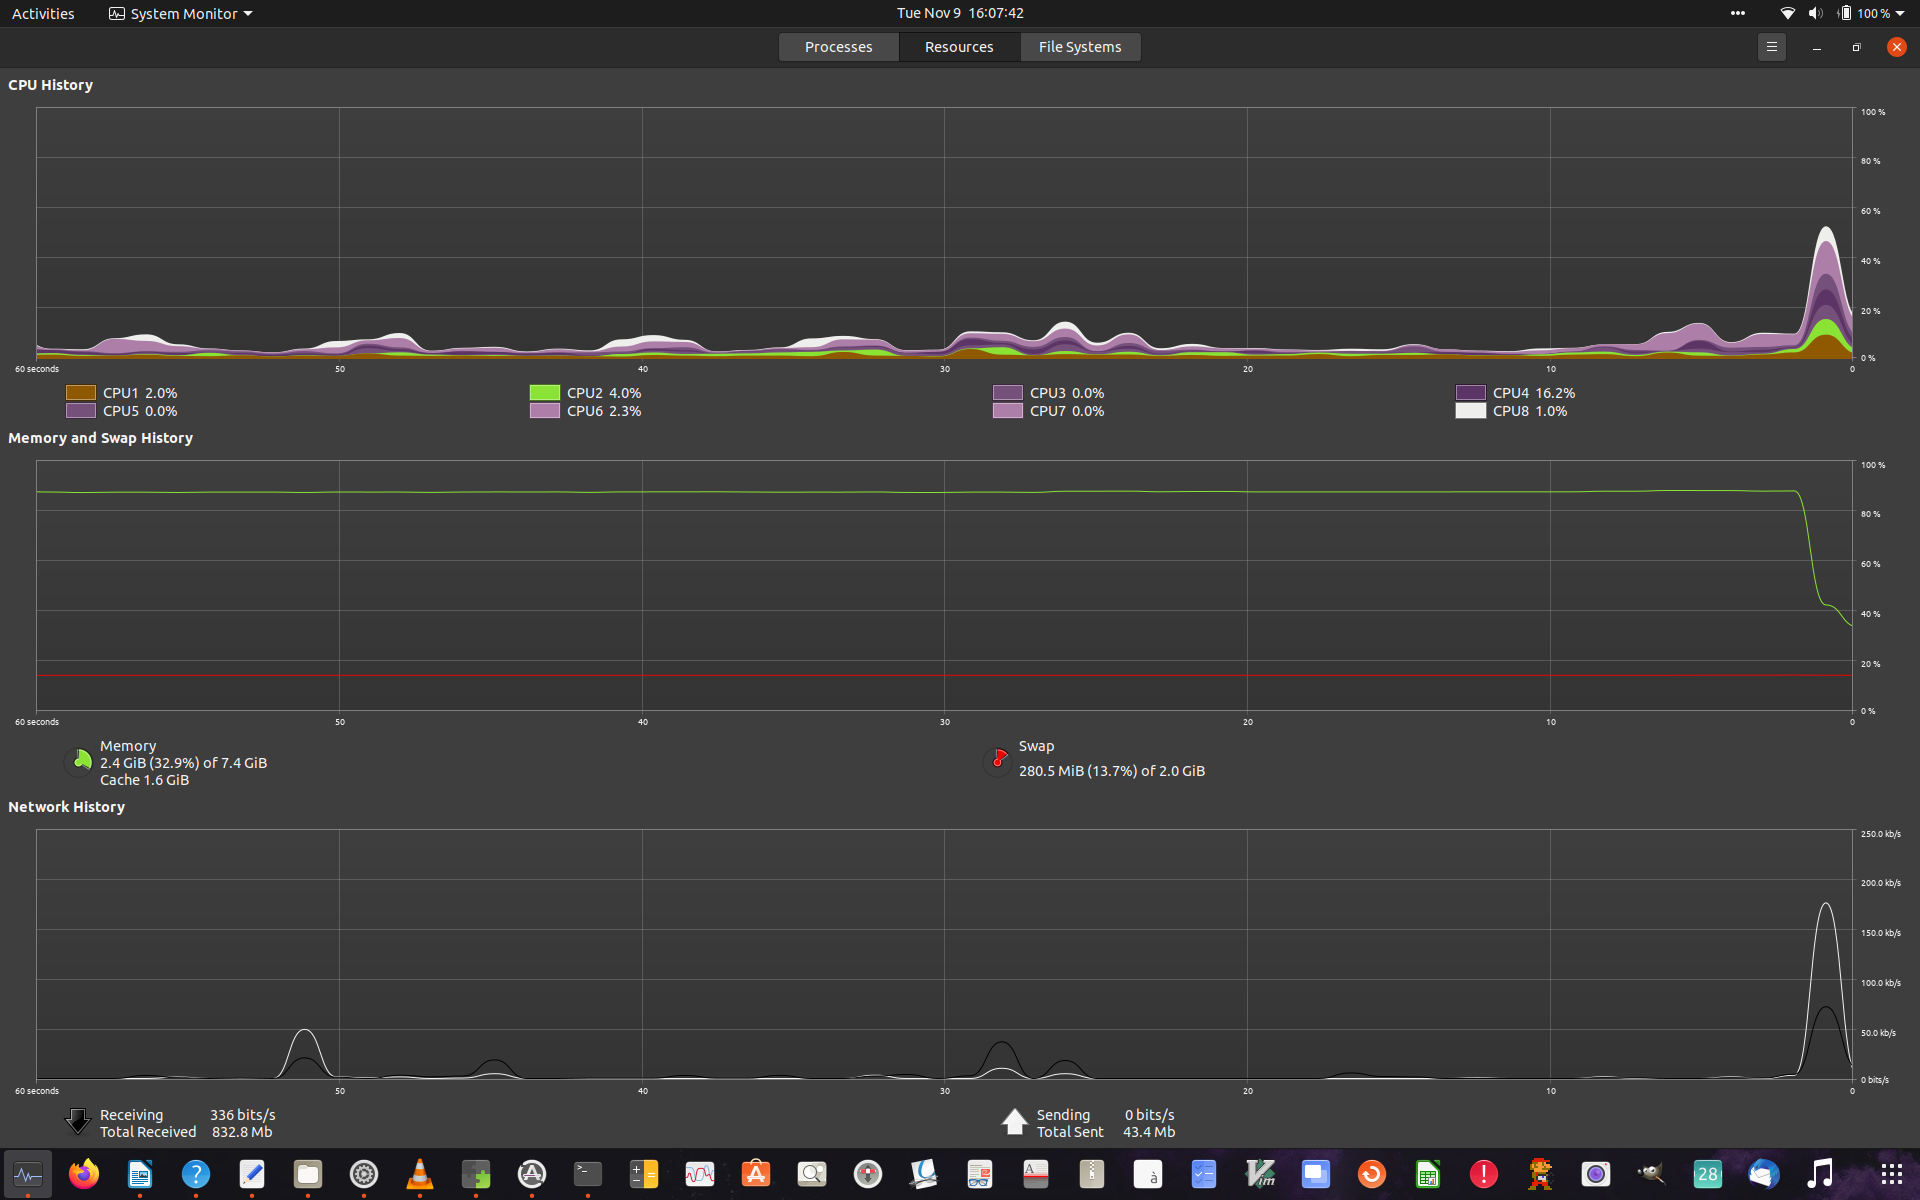 Activities System Monitor Tue Nov 9 16:07:42 100 %
Processes Resources File Systems
CPU History
100 %
80 %
60 %
40 %
20 %
0 %
60 seconds 50 40 30 20 10 0
CPU1 2.0% CPU2 4.0% CPU3 0.0% CPU4 16.2%
CPU5 0.0% CPU6 2.3% CPU7 0.0% CPU8 1.0%
Memory and Swap History
100 %
80 %
60 %
40 %
20 %
0 %
60 seconds 50 40 30 20 10 0
Memory Swap
2.4 GiB (32.9%) of 7.4 GiB 280.5 MiB (13.7%) of 2.0 GiB
Cache 1.6 GiB
Network History
250.0 kb/s
200.0 kb/s
150.0 kb/s
100.0 kb/s
50.0 kb/s
0 bits/s
60 seconds 50 40 30 20 10 0
Receiving 336 bits/s Sending 0 bits/s
Total Received 832.8 Mb Total Sent 43.4 Mb
? >_ A à Vim ! 28